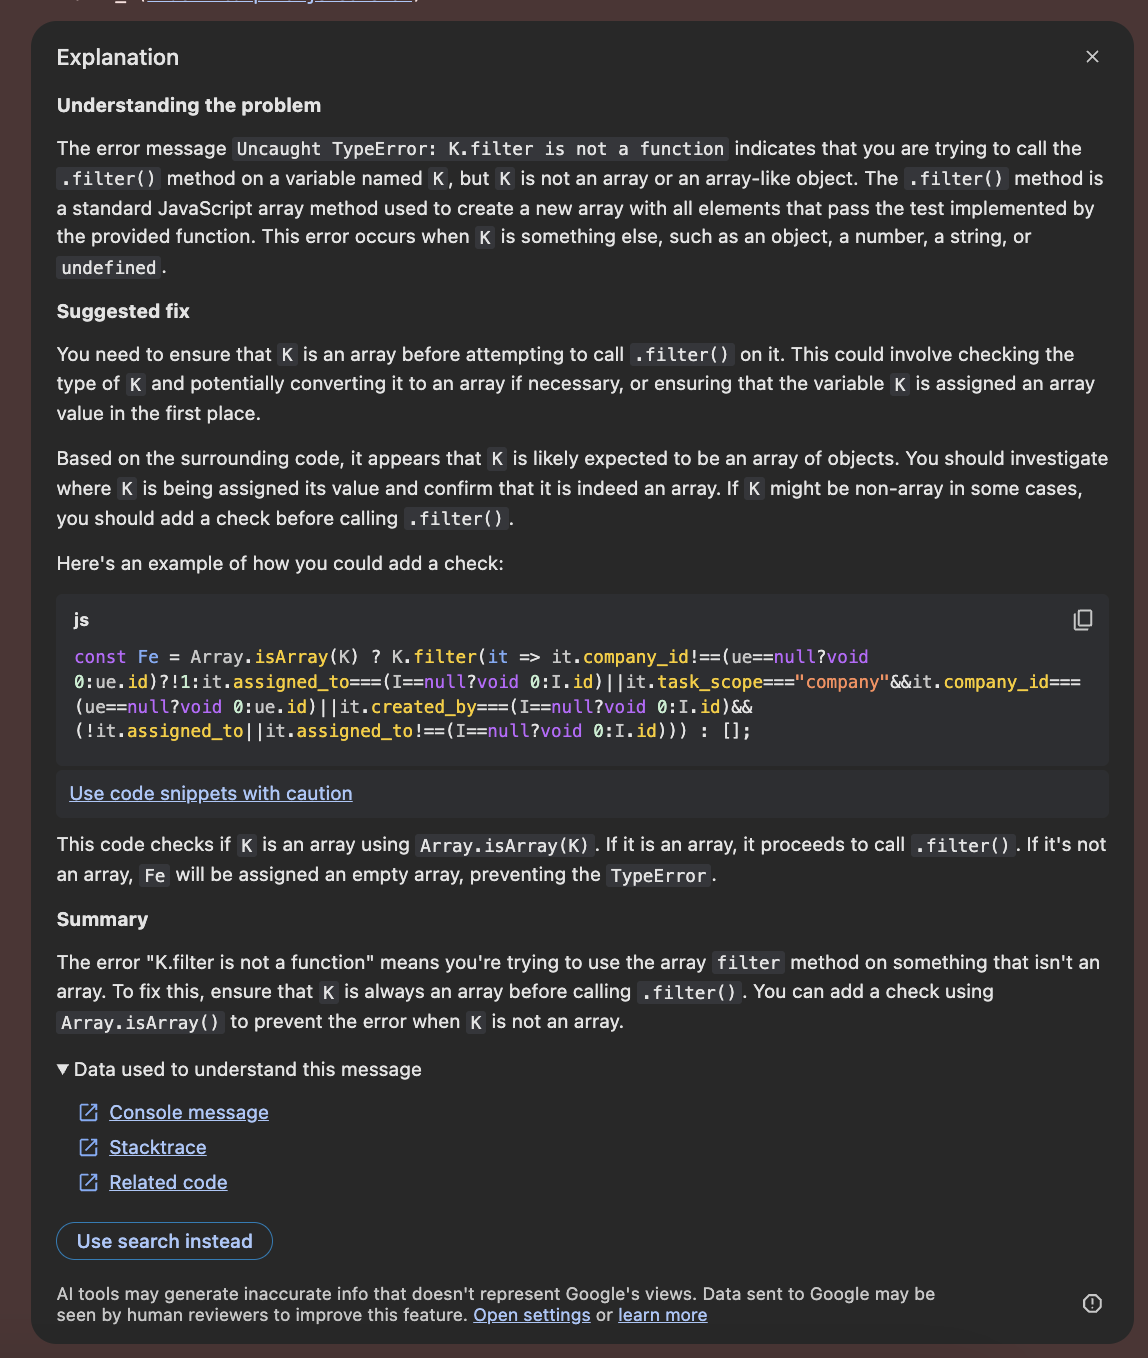 Explanation
Understanding the problem
The error message Uncaught TypeError: K.filter is not a function indicates that you are trying to call the
.filter() method on a variable named K, but K is not an array or an array-like object. The .filter() method is
a standard JavaScript array method used to create a new array with all elements that pass the test implemented by
the provided function. This error occurs when K is something else, such as an object, a number, a string, or
undefined.
Suggested fix
You need to ensure that K is an array before attempting to call .filter() on it. This could involve checking the
type of K and potentially converting it to an array if necessary, or ensuring that the variable K is assigned an array
value in the first place.
Based on the surrounding code, it appears that K is likely expected to be an array of objects. You should investigate
where K is being assigned its value and confirm that it is indeed an array. If K might be non-array in some cases,
you should add a check before calling .filter().
Here's an example of how you could add a check:
js
const Fe = Array.isArray(K) ? K.filter(it => it.company_id!==(ue==null?void
0:ue.id)?!1:it.assigned_to===(I==null?void 0:I.id)||it.task_scope==="company"&&it.company_id===
(ue==null?void 0:ue.id)||it.created_by===(I==null?void 0:I.id)&&
(!it.assigned_to||it.assigned_to!==(I==null?void 0:I.id))) : [];
Use code snippets with caution
This code checks if K is an array using Array.isArray(K). If it is an array, it proceeds to call .filter(). If it's not
an array, Fe will be assigned an empty array, preventing the TypeError.
Summary
The error "K.filter is not a function" means you're trying to use the array filter method on something that isn't an
array. To fix this, ensure that K is always an array before calling .filter(). You can add a check using
Array.isArray() to prevent the error when K is not an array.
▼ Data used to understand this message
Console message
Stacktrace
Related code
Use search instead
AI tools may generate inaccurate info that doesn't represent Google's views. Data sent to Google may be
seen by human reviewers to improve this feature. Open settings or learn more